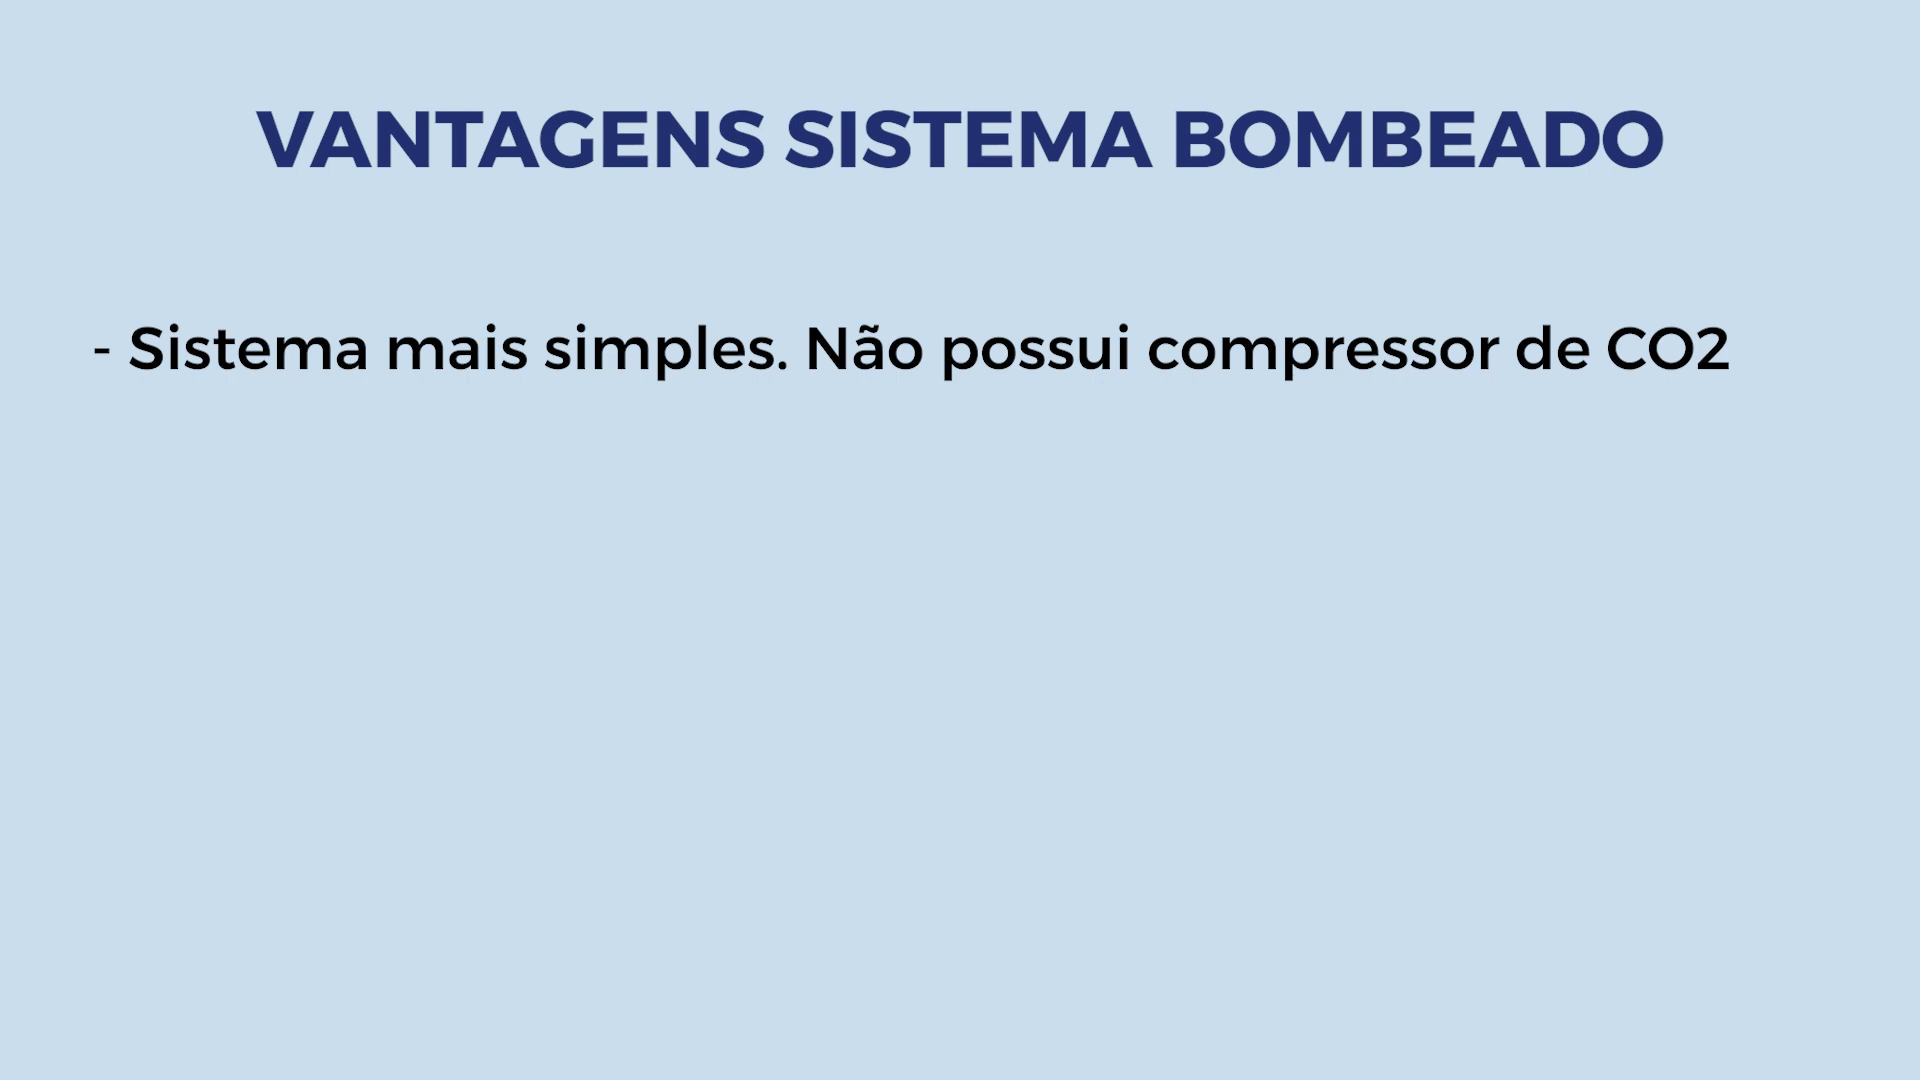 VANTAGENS SISTEMA BOMBEADO
- Sistema mais simples. Não possui compressor de CO2